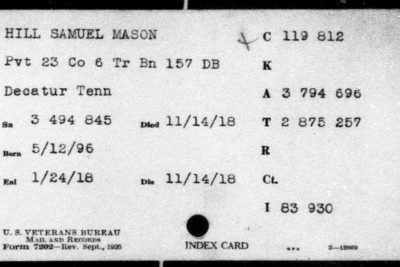 HILL SAMUEL MASON C 119 812
Pvt 23 Co 6 Tr Bn 157 DB K
Decatur Tenn A 3 794 696
Sn 3 494 845 Died 11/14/18 T 2 875 257
Born 5/12/96 R
Enl 1/24/18 Dis 11/14/18 Ct.
I 83 930
U. S. VETERANS BUREAU
MAIL AND RECORDS
Form 7202—Rev. Sept., 1926 INDEX CARD 2—13960